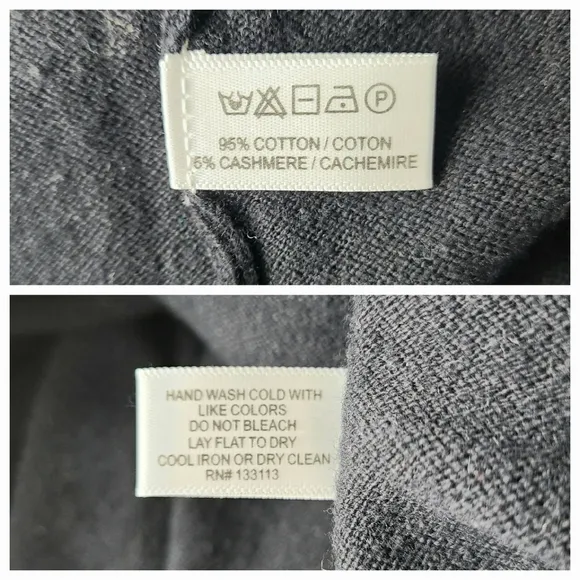 P
95% COTTON / COTON
5% CASHMERE / CACHEMIRE
HAND WASH COLD WITH
LIKE COLORS
DO NOT BLEACH
LAY FLAT TO DRY
COOL IRON OR DRY CLEAN
RN# 133113